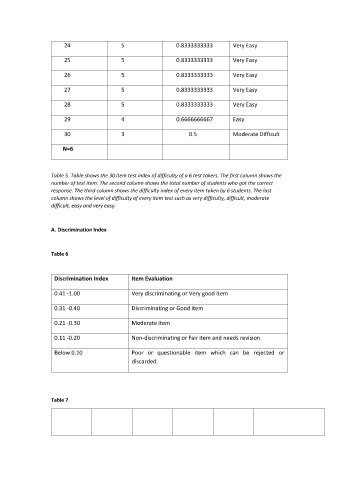 24 5 0.8333333333 Very Easy
25 5 0.8333333333 Very Easy
26 5 0.8333333333 Very Easy
27 5 0.8333333333 Very Easy
28 5 0.8333333333 Very Easy
29 4 0.6666666667 Easy
30 3 0.5 Moderate Difficult
N=6
Table 5. Table shows the 30 item test index of difficulty of a 6 test takers. The first column shows the
number of test item. The second column shows the total number of students who got the correct
response. The third column shows the difficulty index of every item taken by 6 students. The last
column shows the level of difficulty of every item test such as very difficulty, difficult, moderate
difficult, easy and very easy.
A. Discrimination Index
Table 6
Discrimination Index Item Evaluation
0.41 -1.00 Very discriminating or Very good item
0.31 -0.40 Discriminating or Good item
0.21 -0.30 Moderate item
0.11 -0.20 Non-discriminating or Fair item and needs revision
Below 0.10 Poor or questionable item which can be rejected or
discarded.
Table 7